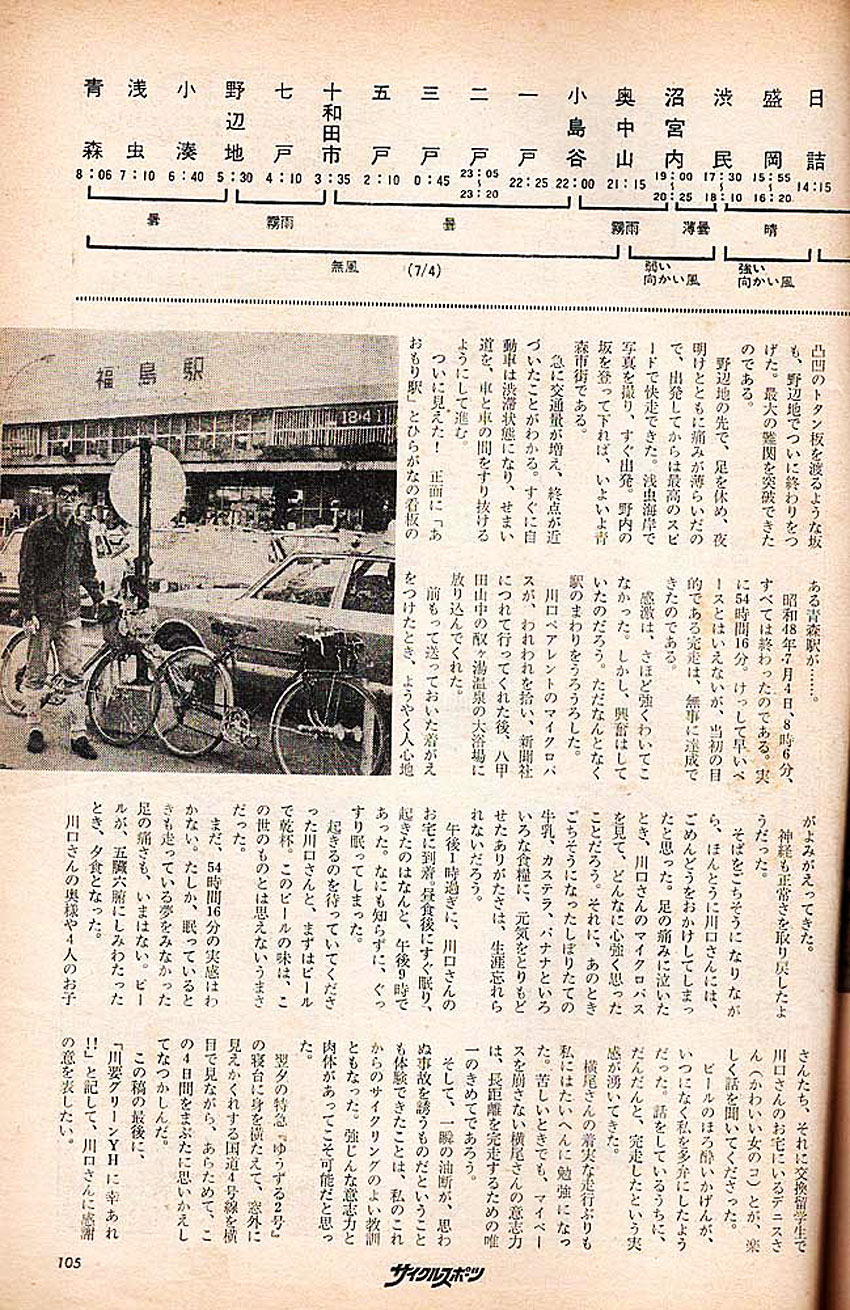 日詰
盛岡
渋民
沼宮内
奥中山
小鳥谷
一戸
二戸
三戸
五戸
十和田市
七戸
野辺地
小湊
浅虫
青森
8:06 7:10 6:40 5:30 4:10 3:35 2:10 0:45 23:05〜23:20 22:25 22:00 21:15 19:00〜20:25 17:30〜18:10 15:55〜16:20 14:15
曇 霧雨 曇 霧雨 薄曇 晴
無風 (7/4) 弱い向かい風 強い向かい風
凸凹のトタン板を渡るような坂
も、野辺地でついに終わりをつ
げた。最大の難関を突破できた
のである。
野辺地の先で、足を休め、夜
明けとともに痛みが薄らいだの
で、出発してからは最高のスピ
ードで快走できた。浅虫海岸で
写真を撮り、すぐ出発。野内の
坂を登って下れば、いよいよ青
森市街である。
急に交通量が増え、終点が近
づいたことがわかる。すぐに自
動車は渋滞状態になり、せまい
道を、車と車の間をすり抜ける
ようにして進む。
ついに見えた! 正面に「あ
おもり駅」とひらがなの看板の
福島駅
1841
ある青森駅が……。
昭和48年7月4日、8時6分、
すべては終わったのである。実
に54時間16分。けっして早いペ
ースとはいえないが、当初の目
的である完走は、無事に達成で
きたのである。
感激は、さほど強くわいてこ
なかった。しかし、興奮はして
いたのだろう。ただなんとなく
駅のまわりをうろうろした。
川口ペアレントのマイクロバ
スが、われわれを拾い、新聞社
につれて行ってくれた後、八甲
田山中の酸ヶ湯温泉の大浴場に
放り込んでくれた。
前もって送っておいた着がえ
をつけたとき、ようやく人心地
がよみがえってきた。
神経も正常さを取り戻したよ
うだった。
そばをごちそうになりなが
ら、ほんとうに川口さんには、
ごめんどうをおかけしてしまっ
たと思った。足の痛みに泣いた
とき、川口さんのマイクロバス
を見て、どんなに心強く思った
ことだろう。それに、あのとき
ごちそうになったしぼりたての
牛乳、カステラ、バナナといろ
いろな食糧に、元気をとりもど
せたありがたさは、生涯忘れら
れないだろう。
午後1時過ぎに、川口さんの
お宅に到着。昼食後にすぐ眠り、
起きたのはなんと、午後9時で
あった。なにも知らずに、ぐっ
すり眠ってしまった。
起きるのを待っていてくださ
った川口さんと、まずはビール
で乾杯。このビールの味は、こ
の世のものとは思えないうまさ
だった。
まだ、54時間16分の実感はわ
かない。たしか、眠っていると
きも走っている夢をみなかった
足の痛さも、いまはない。ビー
ルが、五臓六腑にしみわたった
とき、夕食となった。
川口さんの奥様や4人のお子
さんたち、それに交換留学生で
川口さんのお宅にいるデニスさ
ん(かわいい女のコ)とが、楽
しく話を聞いてくださった。
ビールのほろ酔いかげんが、
いつになく私を多弁にしたよう
だった。話をしているうちに、
だんだんと、完走したという実
感が湧いてきた。
横尾さんの着実な走行ぶりも
私にはたいへんに勉強になっ
た。苦しいときでも、マイペー
スを崩さない横尾さんの意志力
は、長距離を完走するための唯
一のきめてであろう。
そして、一瞬の油断が、思わ
ぬ事故を誘うものだということ
も体験できたことは、私のこれ
からのサイクリングのよい教訓
ともなった。強じんな意志力と
肉体があってこそ可能だと思っ
た。
翌夕の特急『ゆうずる2号』
の寝台に身を横たえて、窓外に
見えかくれする国道4号線を横
目で見ながら、あらためて、こ
の4日間をまぶたに思いかえし
てなつかしんだ。
この稿の最後に、
「川要グリーンYHに幸あれ
!!」と記して、川口さんに感謝
の意を表したい。
105
サイクルスポーツ